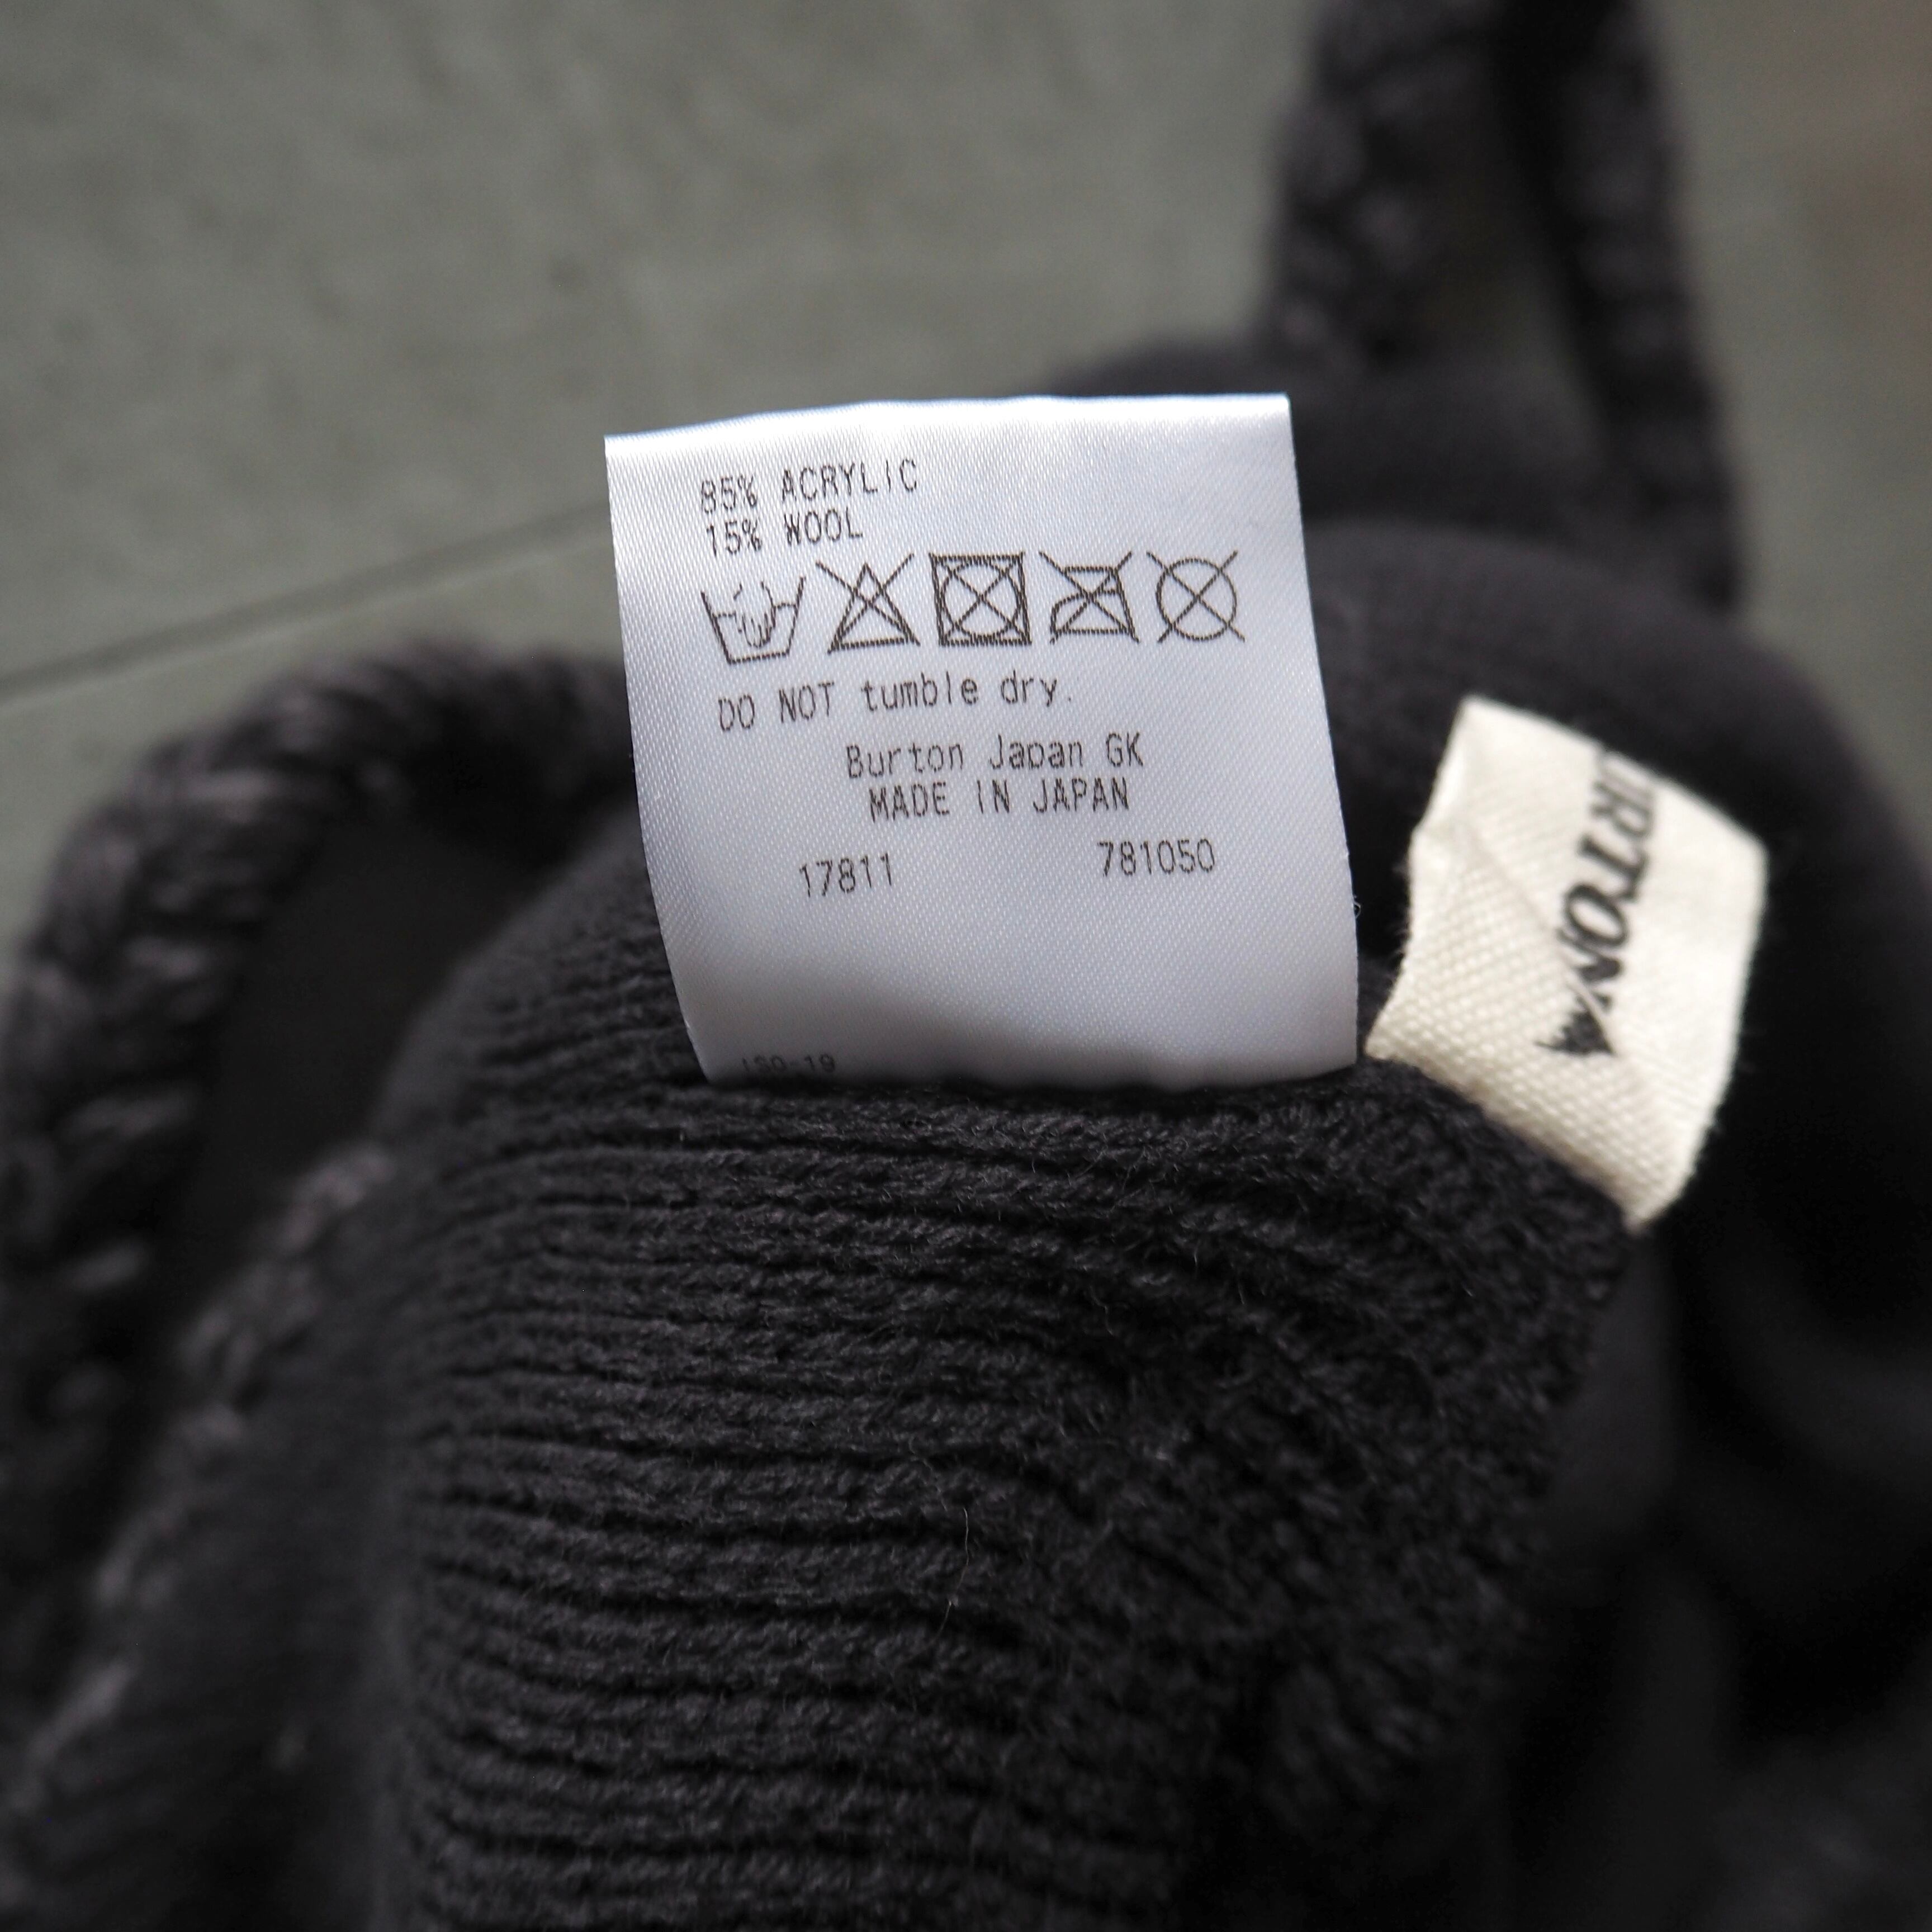 85% ACRYLIC
15% WOOL
DO NOT tumble dry.
Burton Japan GK
MADE IN JAPAN
17811 781050